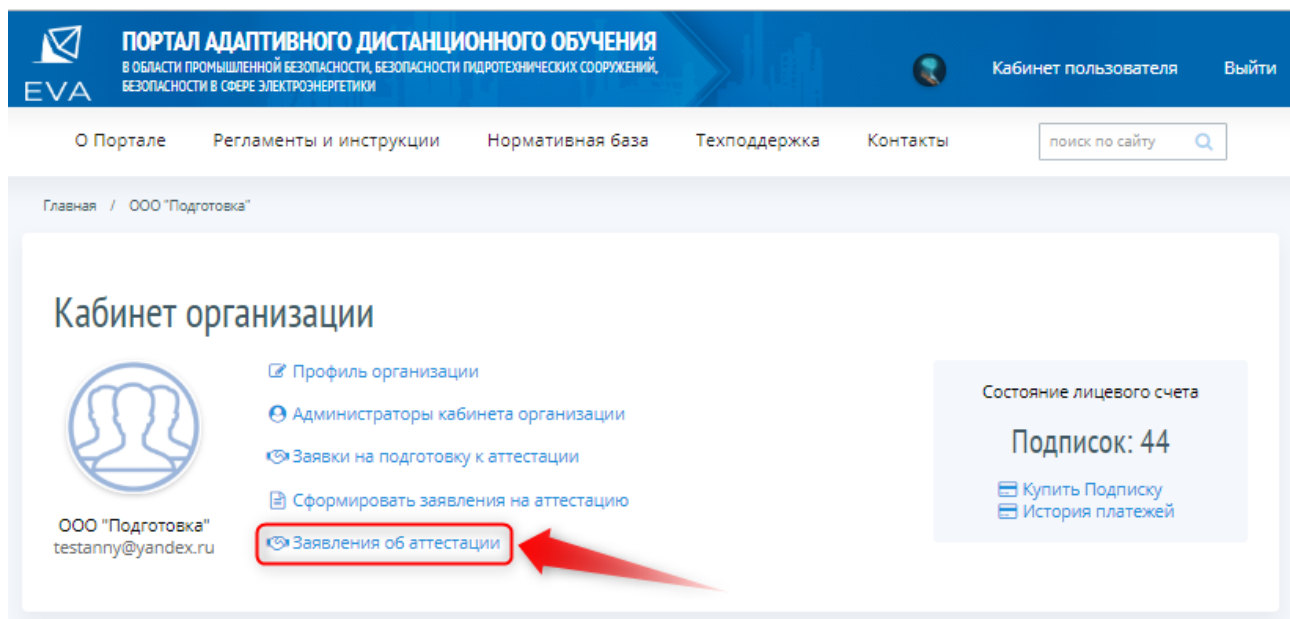 EVA
ПОРТАЛ АДАПТИВНОГО ДИСТАНЦИОННОГО ОБУЧЕНИЯ
В ОБЛАСТИ ПРОМЫШЛЕННОЙ БЕЗОПАСНОСТИ, БЕЗОПАСНОСТИ ГИДРОТЕХНИЧЕСКИХ СООРУЖЕНИЙ,
БЕЗОПАСНОСТИ В СФЕРЕ ЭЛЕКТРОЭНЕРГЕТИКИ
Кабинет пользователя Выйти
О Портале Регламенты и инструкции Нормативная база Техподдержка Контакты поиск по сайту
Главная / ООО "Подготовка"
Кабинет организации
Профиль организации
Администраторы кабинета организации
Заявки на подготовку к аттестации
Сформировать заявления на аттестацию
Заявления об аттестации
ООО "Подготовка"
testanny@yandex.ru
Состояние лицевого счета
Подписок: 44
Купить Подписку
История платежей